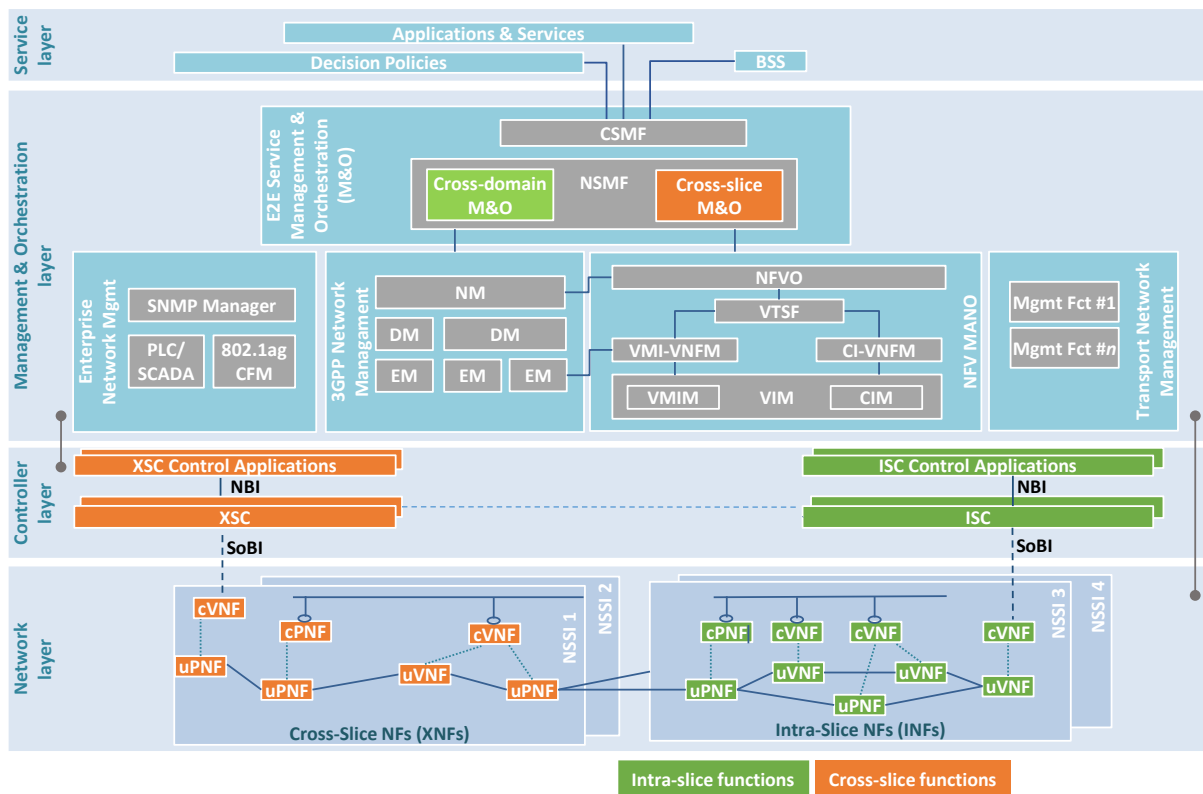 Service
layer
Applications & Services
Decision Policies
BSS
Management & Orchestration
layer
E2E Service
Management &
Orchestration
(M&O)
CSMF
NSMF
Cross-domain
M&O
Cross-slice
M&O
Enterprise
Network Mgmt
SNMP Manager
PLC/
SCADA
802.1ag
CFM
3GPP Network
Managament
NM
DM
DM
EM
EM
EM
NFVO
VTSF
VMI-VNFM
CI-VNFM
VMIM
VIM
CIM
NFV MANO
Mgmt Fct #1
Mgmt Fct #n
Transport Network
Management
Controller
layer
XSC Control Applications
NBI
XSC
SoBI
ISC Control Applications
NBI
ISC
SoBI
Network
layer
cVNF
cPNF
cVNF
uPNF
uPNF
uVNF
uPNF
NSSI 1
NSSI 2
Cross-Slice NFs (XNFs)
cPNF
cVNF
cVNF
cVNF
uPNF
uVNF
uPNF
uVNF
uVNF
NSSI 3
NSSI 4
Intra-Slice NFs (INFs)
Intra-slice functions
Cross-slice functions